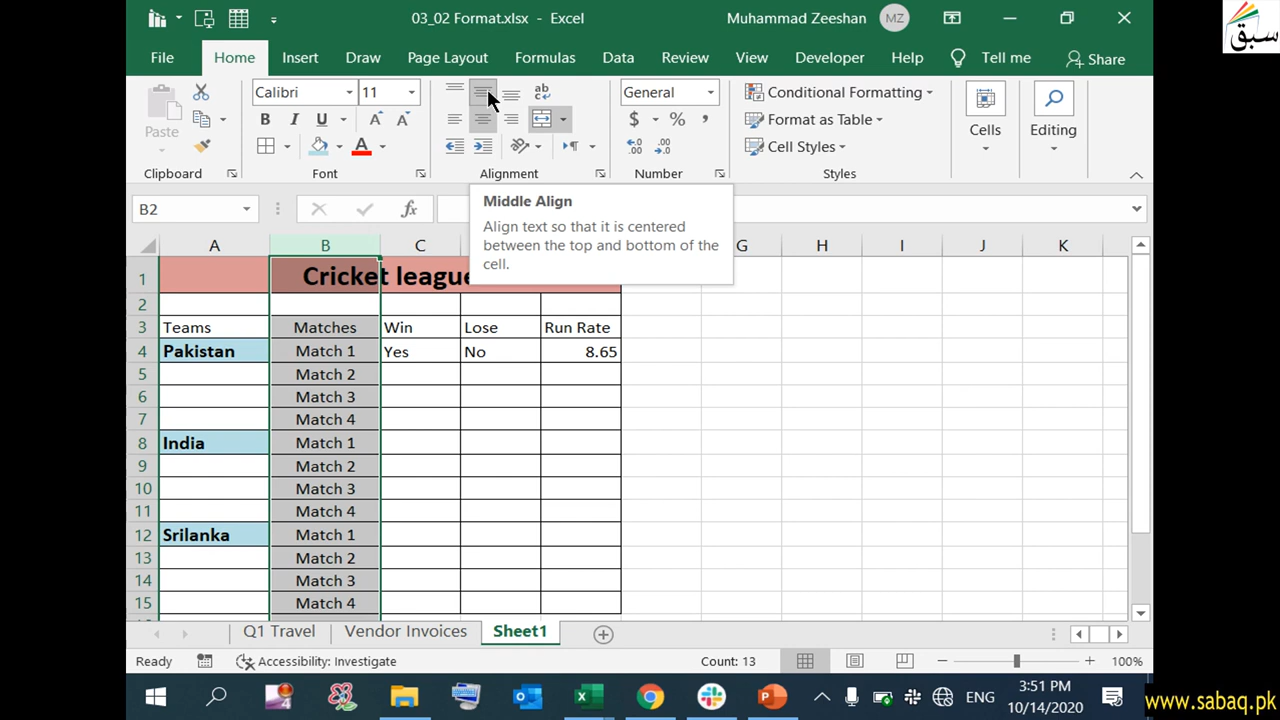 03_02 Format.xlsx - Excel
Muhammad Zeeshan
MZ
سبق
File Home Insert Draw Page Layout Formulas Data Review View Developer Help Tell me Share
Paste
Calibri 11
B I U A A
A
ab
c
General
$ % ,
Conditional Formatting
Format as Table
Cell Styles
Cells
Editing
Clipboard Font Alignment Number Styles
B2
fx
Middle Align
Align text so that it is centered
between the top and bottom of the
cell.
A B C G H I J K
1 Cricket league
2
3 Teams Matches Win Lose Run Rate
4 Pakistan Match 1 Yes No 8.65
5 Match 2
6 Match 3
7 Match 4
8 India Match 1
9 Match 2
10 Match 3
11 Match 4
12 Srilanka Match 1
13 Match 2
14 Match 3
15 Match 4
Q1 Travel Vendor Invoices Sheet1
Ready Accessibility: Investigate Count: 13 100%
ENG
3:51 PM
10/14/2020
www.sabaq.pk